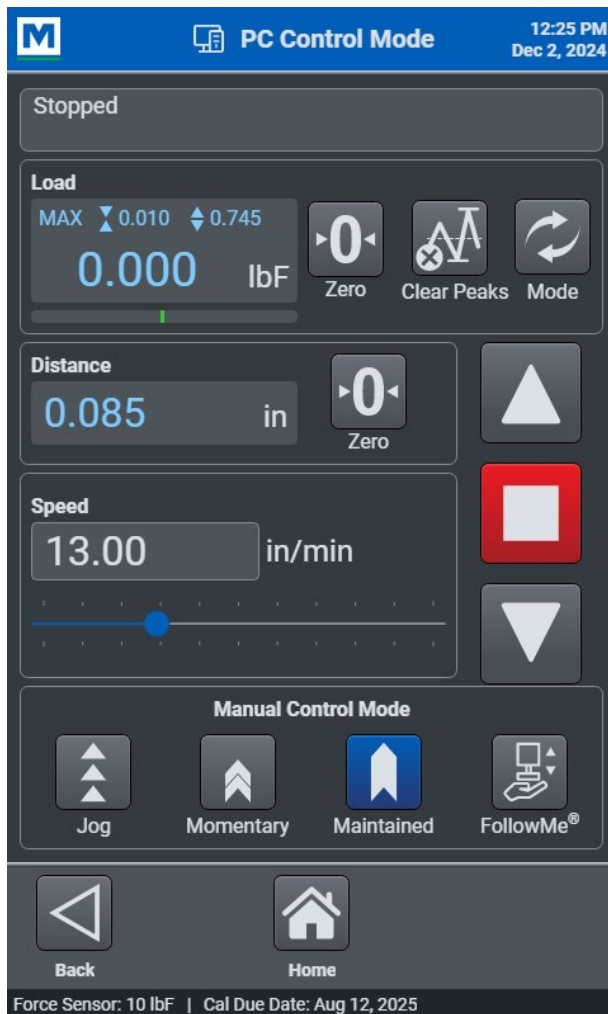 M
PC Control Mode
12:25 PM
Dec 2, 2024
Stopped
Load
MAX 0.010 0.745
0.000 lbF
0
Zero
Clear Peaks
Mode
Distance
0.085 in
0
Zero
Speed
13.00 in/min
Manual Control Mode
Jog
Momentary
Maintained
FollowMe®
Back
Home
Force Sensor: 10 lbF | Cal Due Date: Aug 12, 2025